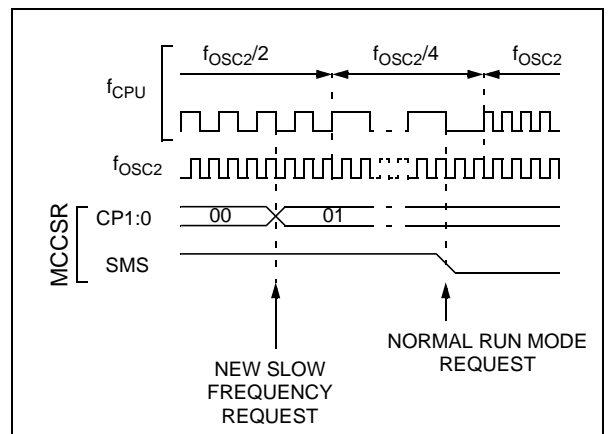 fOSC2/2 fOSC2/4 fOSC2
fCPU
fOSC2
MCCSR
CP1:0 00 01
SMS
NEW SLOW
FREQUENCY
REQUEST
NORMAL RUN MODE
REQUEST